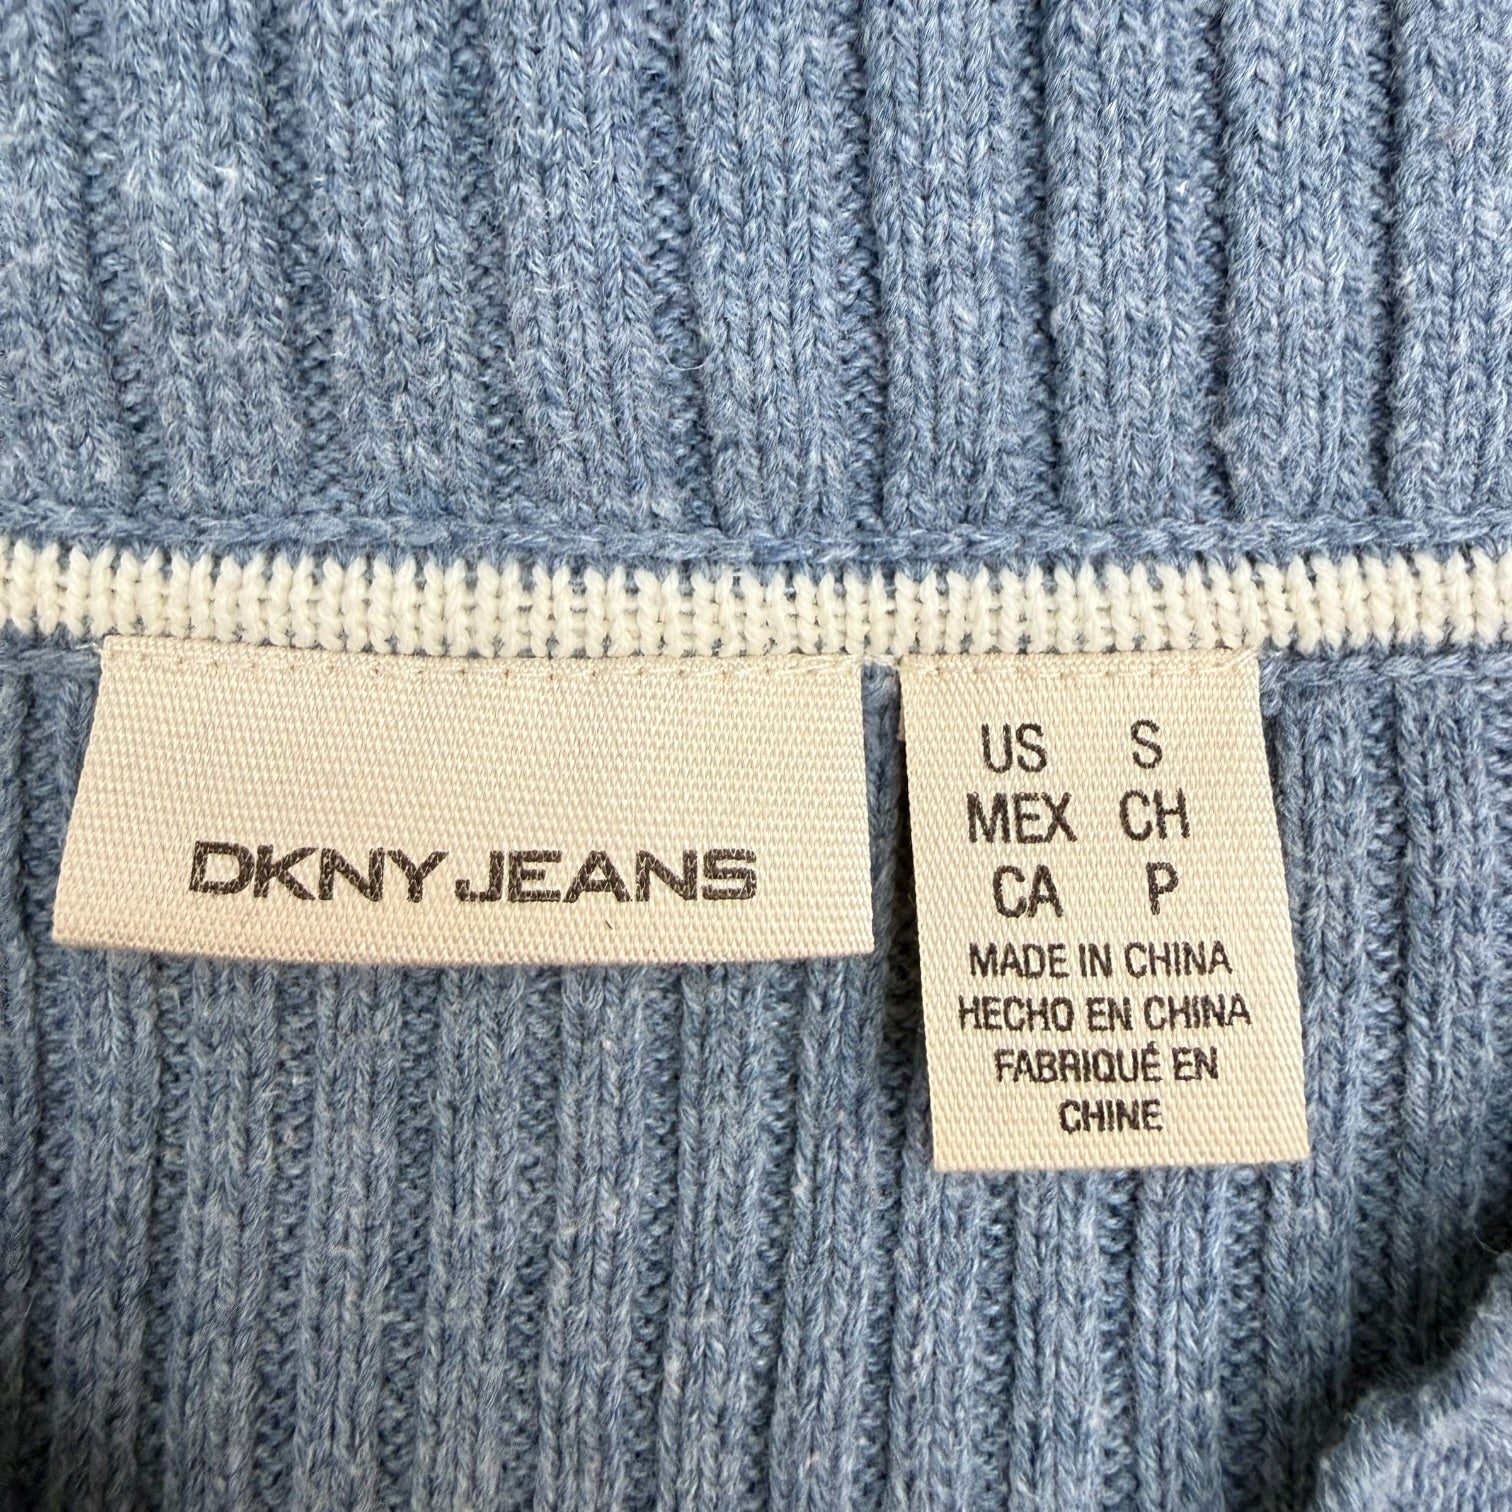 DKNY JEANS
US S
MEX CH
CA P
MADE IN CHINA
HECHO EN CHINA
FABRIQUÉ EN
CHINE